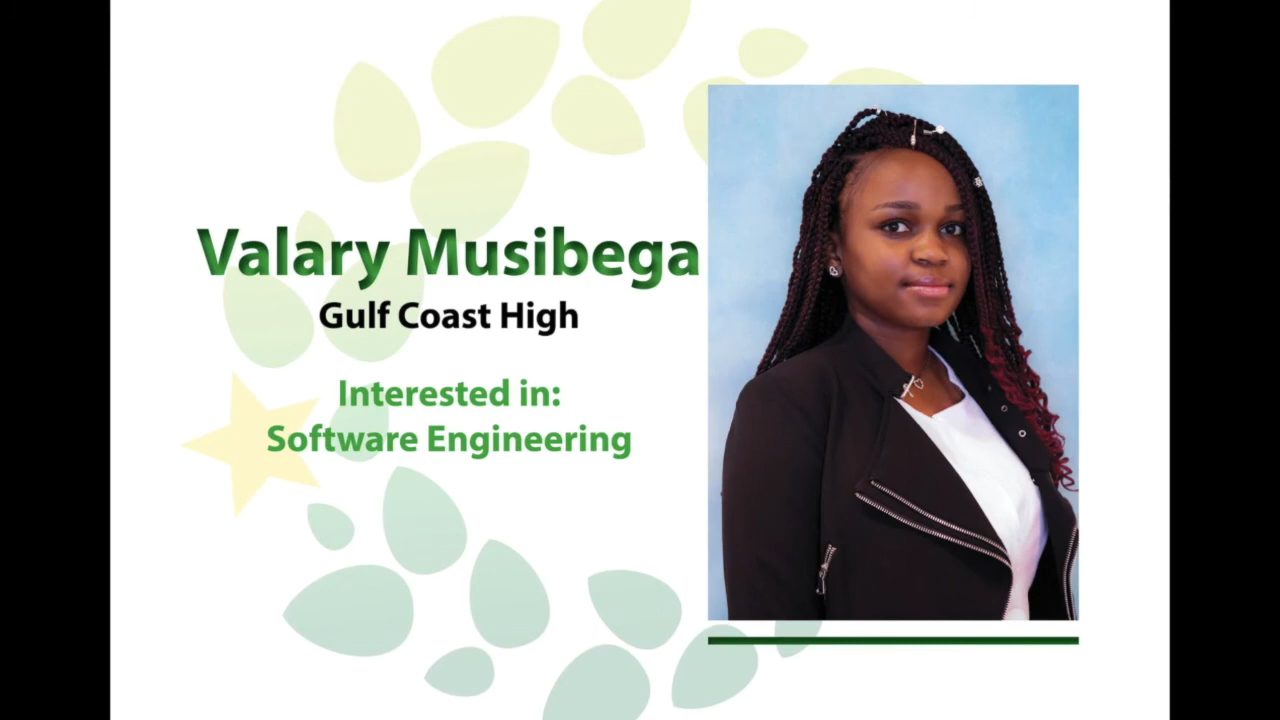 Valary Musibega
Gulf Coast High
Interested in:
Software Engineering